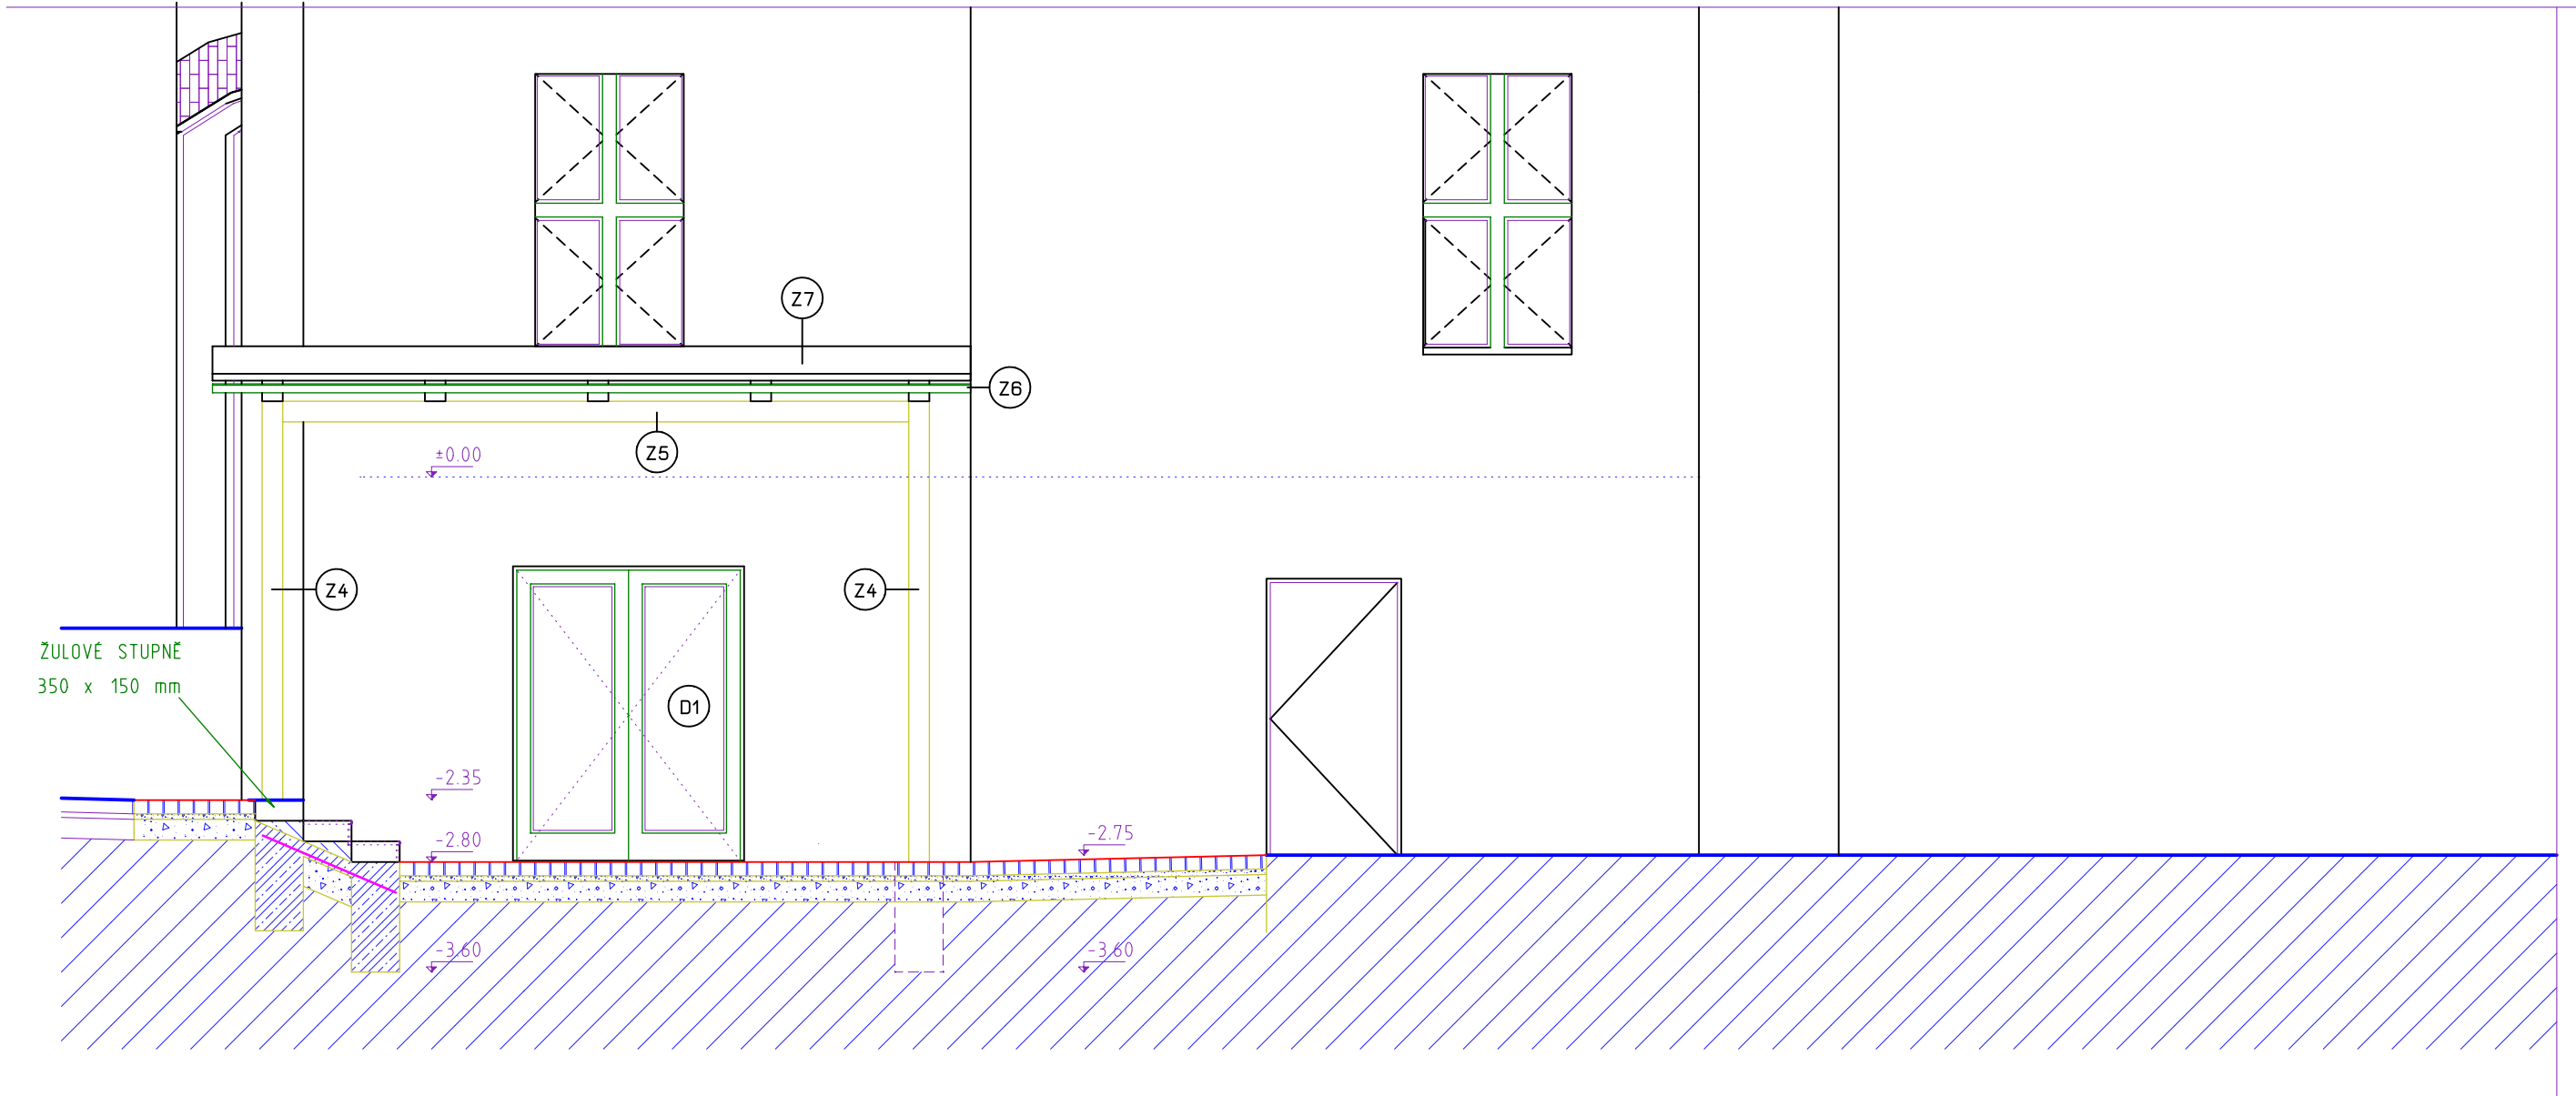 Z7
Z6
±0.00
Z5
Z4
Z4
ŽULOVÉ STUPNĚ
350 x 150 mm
D1
-2.35
-2.80
-2.75
-3.60
-3.60